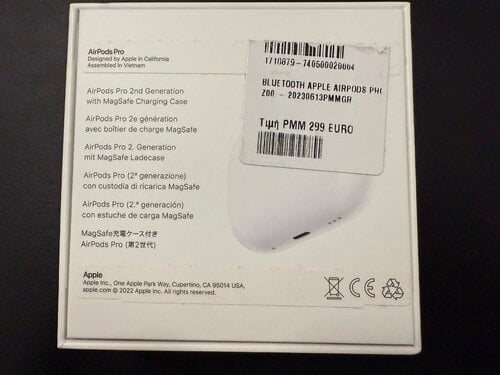 AirPods Pro
Designed by Apple in California
Assembled in Vietnam
AirPods Pro 2nd Generation
with MagSafe Charging Case
AirPods Pro 2e génération
avec boîtier de charge MagSafe
AirPods Pro 2. Generation
mit MagSafe Ladecase
AirPods Pro (2ª generazione)
con custodia di ricarica MagSafe
AirPods Pro (2.ª generación)
con estuche de carga MagSafe
MagSafe充電ケース付き
AirPods Pro (第2世代)
Apple
Apple Inc., One Apple Park Way, Cupertino, CA 95014 USA,
apple.com © 2022 Apple Inc. All rights reserved.
1710879-740500020004
BLUETOOTH APPLE AIRPODS PRO
Z00 - 20230613PMMGR
Τιμή PMM 299 EURO
CE